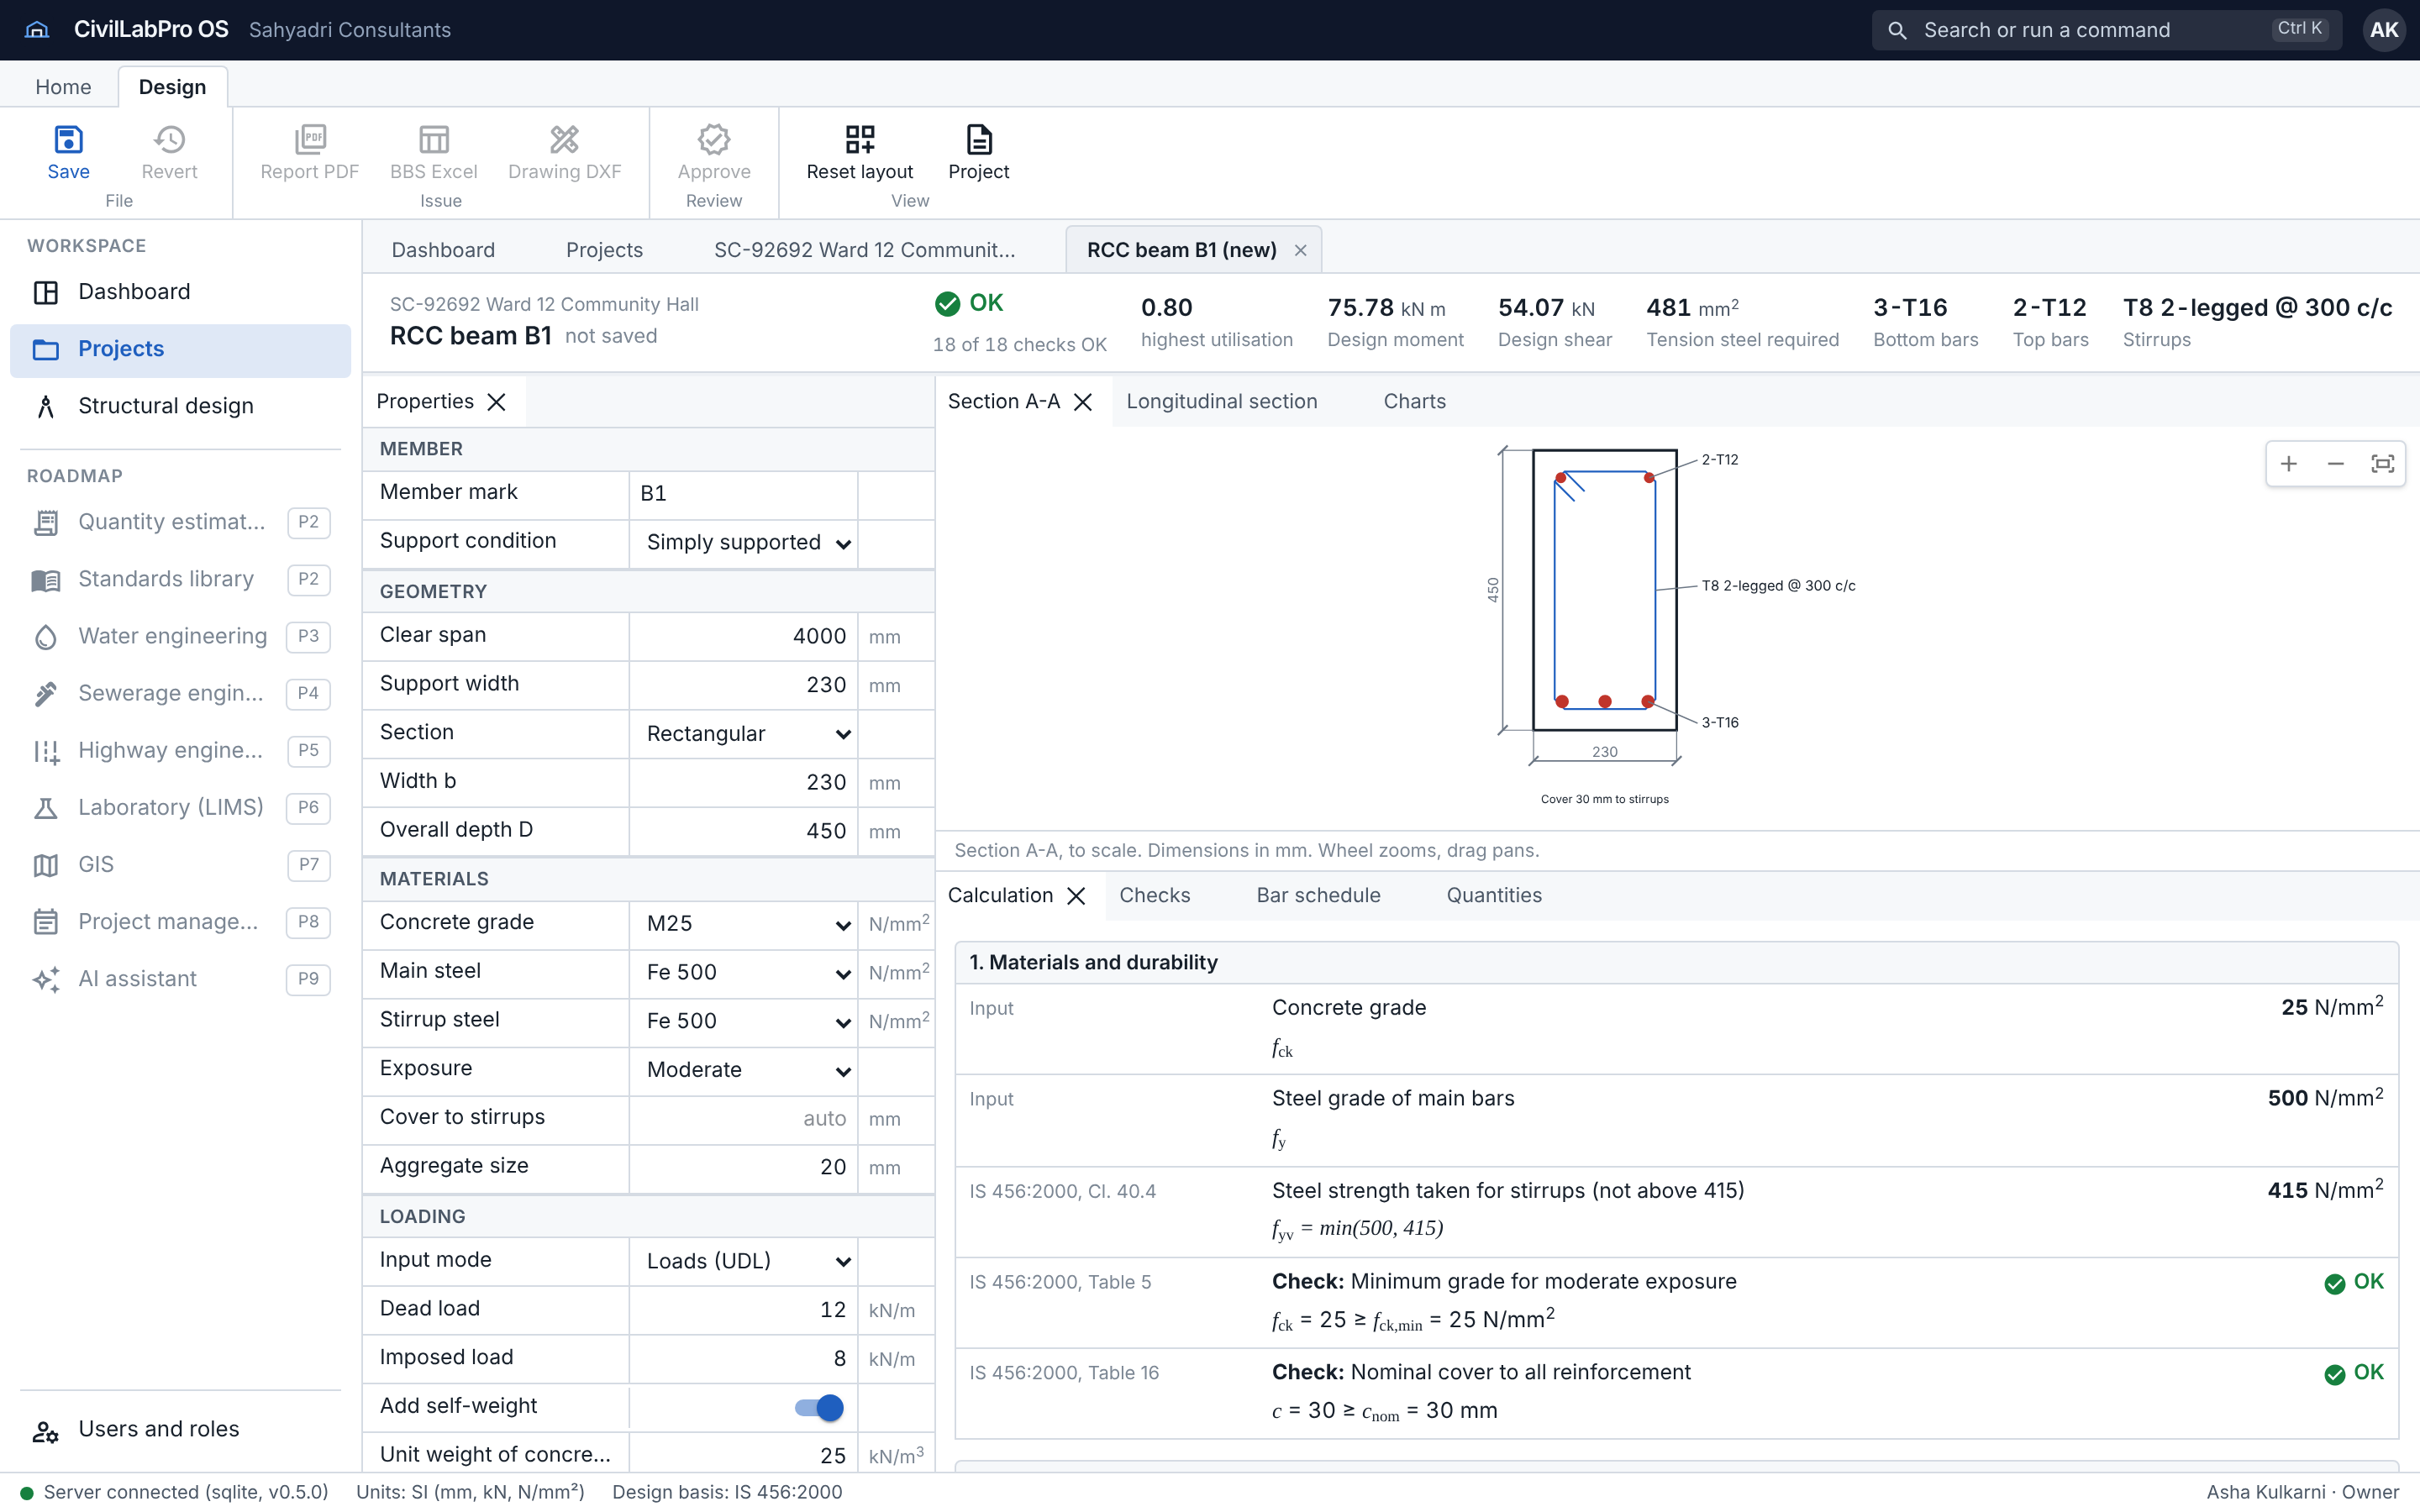 CivilLabPro OS Sahyadri Consultants Search or run a command Ctrl K AK
Home Design
Save Revert Report PDF BBS Excel Drawing DXF Approve Reset layout Project
File Issue Review View
WORKSPACE
Dashboard
Projects
Structural design
ROADMAP
Quantity estimat... P2
Standards library P2
Water engineering P3
Sewerage engin... P4
Highway engine... P5
Laboratory (LIMS) P6
GIS P7
Project manage... P8
AI assistant P9
Users and roles
Dashboard Projects SC-92692 Ward 12 Communit... RCC beam B1 (new)
SC-92692 Ward 12 Community Hall
RCC beam B1 not saved
OK
18 of 18 checks OK
0.80
highest utilisation
75.78 kN m
Design moment
54.07 kN
Design shear
481 mm²
Tension steel required
3-T16
Bottom bars
2-T12
Top bars
T8 2-legged @ 300 c/c
Stirrups
Properties
MEMBER
Member mark B1
Support condition Simply supported
GEOMETRY
Clear span 4000 mm
Support width 230 mm
Section Rectangular
Width b 230 mm
Overall depth D 450 mm
MATERIALS
Concrete grade M25 N/mm²
Main steel Fe 500 N/mm²
Stirrup steel Fe 500 N/mm²
Exposure Moderate
Cover to stirrups auto mm
Aggregate size 20 mm
LOADING
Input mode Loads (UDL)
Dead load 12 kN/m
Imposed load 8 kN/m
Add self-weight
Unit weight of concre... 25 kN/m³
Section A-A Longitudinal section Charts
2-T12
450
T8 2-legged @ 300 c/c
3-T16
230
Cover 30 mm to stirrups
Section A-A, to scale. Dimensions in mm. Wheel zooms, drag pans.
Calculation Checks Bar schedule Quantities
1. Materials and durability
Input Concrete grade 25 N/mm²
fck
Input Steel grade of main bars 500 N/mm²
fy
IS 456:2000, Cl. 40.4 Steel strength taken for stirrups (not above 415) 415 N/mm²
fyv = min(500, 415)
IS 456:2000, Table 5 Check: Minimum grade for moderate exposure OK
fck = 25 ≥ fck,min = 25 N/mm²
IS 456:2000, Table 16 Check: Nominal cover to all reinforcement OK
c = 30 ≥ cnom = 30 mm
Server connected (sqlite, v0.5.0) Units: SI (mm, kN, N/mm²) Design basis: IS 456:2000 Asha Kulkarni · Owner